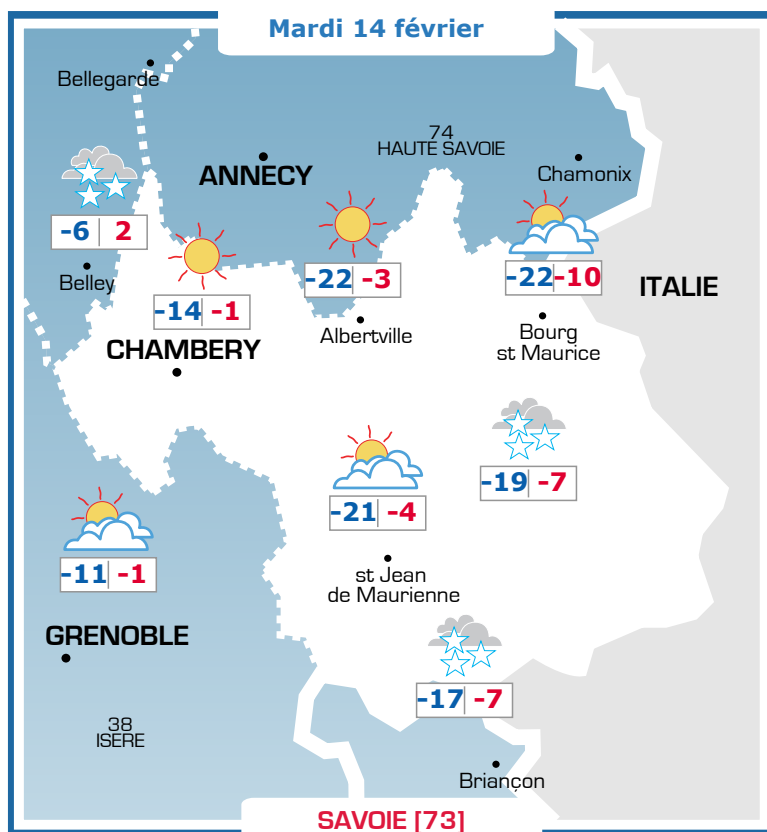 Mardi 14 février
Bellegarde
74
HAUTE SAVOIE
ANNECY
Chamonix
-6 2
Belley
-14 -1
CHAMBERY
-22 -3
Albertville
-22 -10
Bourg
st Maurice
ITALIE
-19 -7
-21 -4
st Jean
de Maurienne
-11 -1
GRENOBLE
-17 -7
38
ISERE
Briançon
SAVOIE [73]